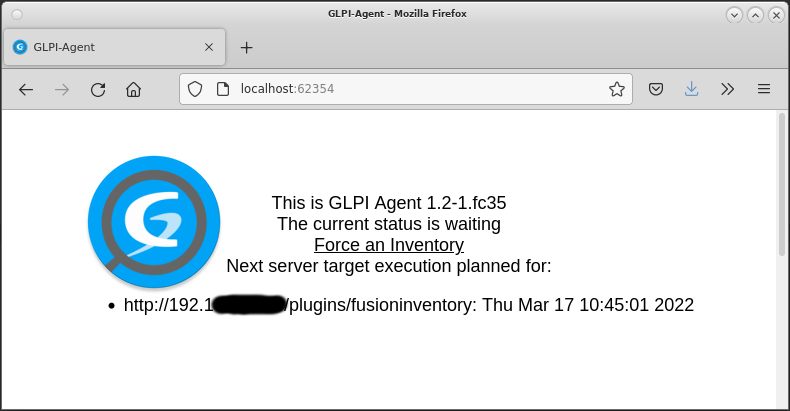 GLPI-Agent - Mozilla Firefox
GLPI-Agent
localhost:62354
This is GLPI Agent 1.2-1.fc35
The current status is waiting
Force an Inventory
Next server target execution planned for:
http://192.1 /plugins/fusioninventory: Thu Mar 17 10:45:01 2022